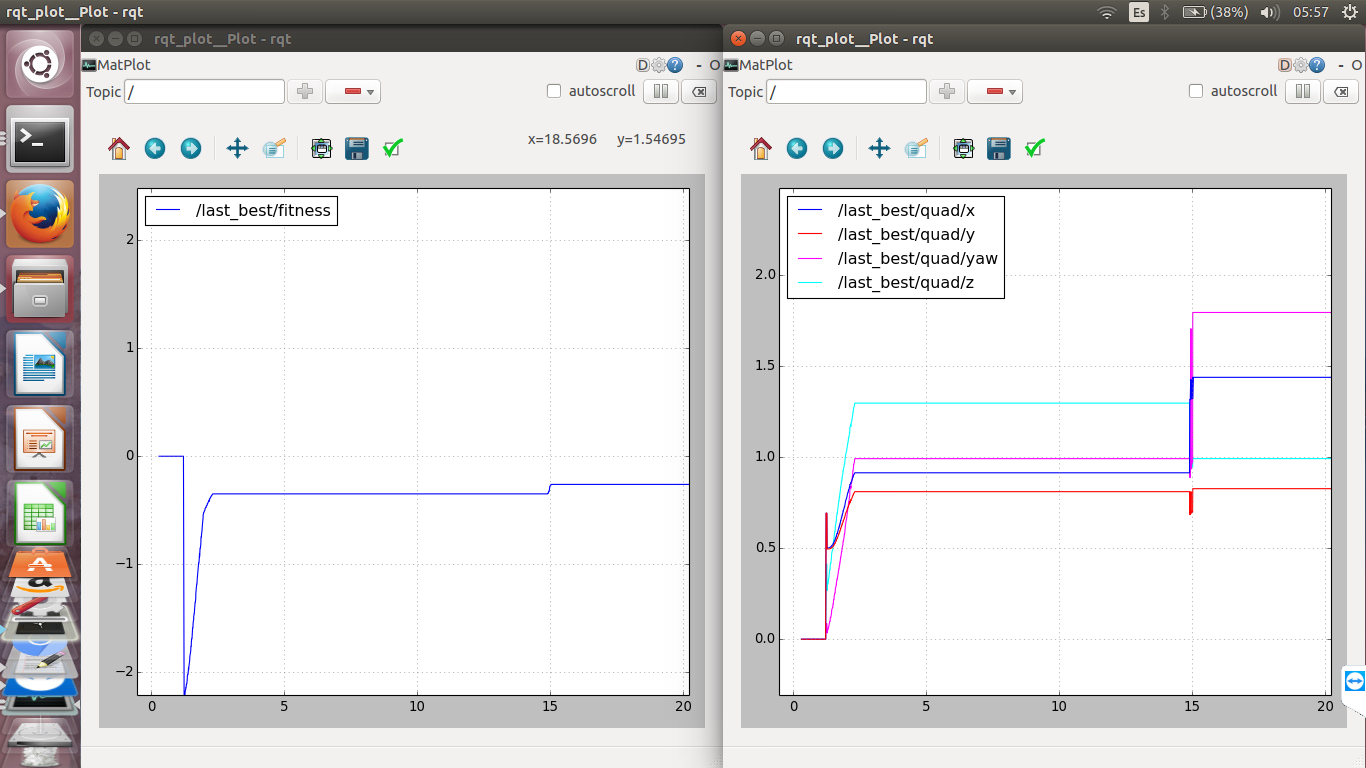 rqt_plot__Plot - rqt
Es
(38%)
05:57
rqt_plot__Plot - rqt
MatPlot
D
?
- O
Topic
/
autoscroll
x=18.5696 y=1.54695
/last_best/fitness
2
1
0
−1
−2
0 5 10 15 20
rqt_plot__Plot - rqt
MatPlot
D
?
- O
Topic
/
autoscroll
/last_best/quad/x
/last_best/quad/y
/last_best/quad/yaw
/last_best/quad/z
2.0
1.5
1.0
0.5
0.0
0 5 10 15 20